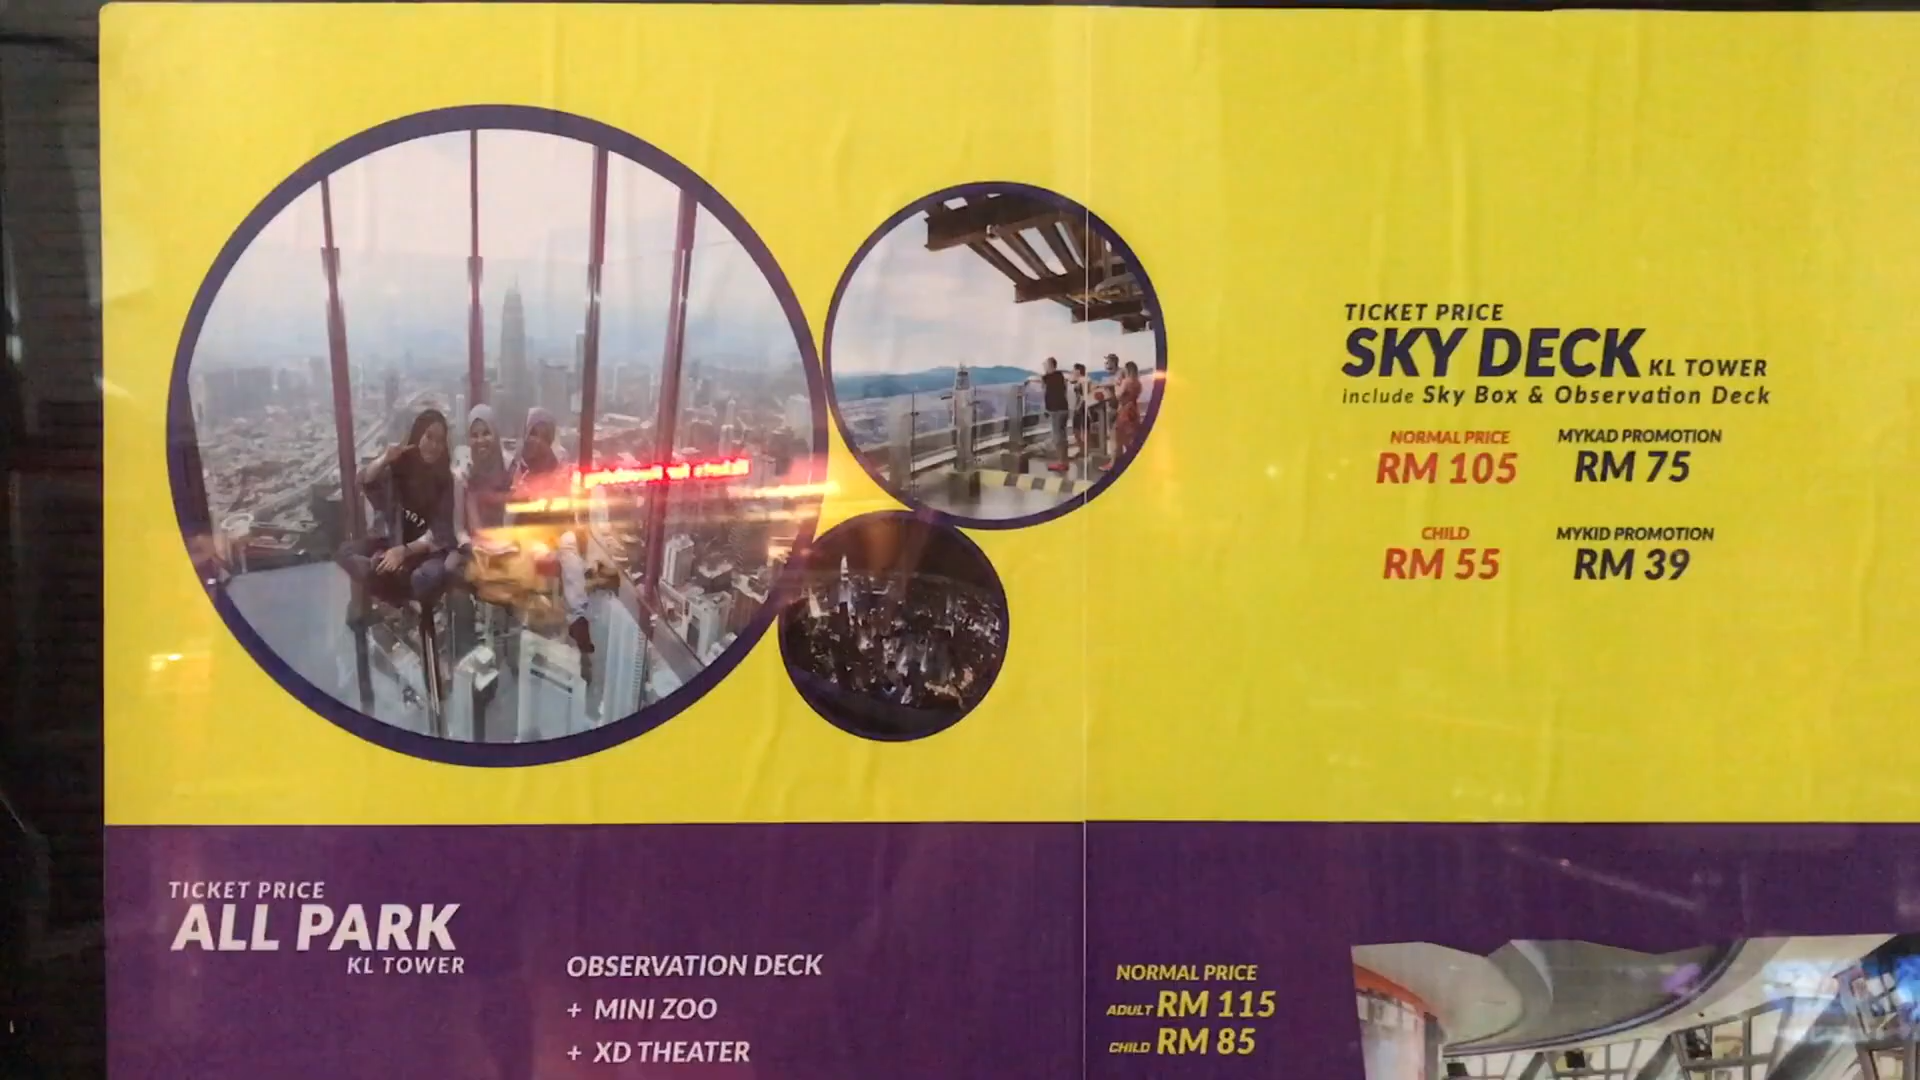 TICKET PRICE
SKY DECK KL TOWER
include Sky Box & Observation Deck
NORMAL PRICE
RM 105
MYKAD PROMOTION
RM 75
CHILD
RM 55
MYKID PROMOTION
RM 39
TICKET PRICE
ALL PARK
KL TOWER
OBSERVATION DECK
+ MINI ZOO
+ XD THEATER
NORMAL PRICE
ADULT RM 115
CHILD RM 85